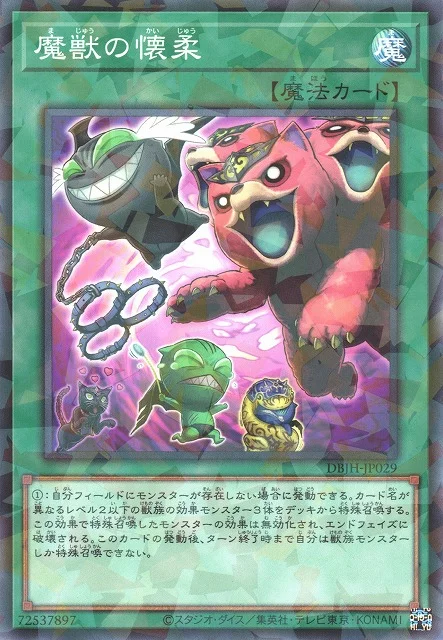 魔獣の懐柔
【魔法カード】
魔
DBJH-JP029
①:自分フィールドにモンスターが存在しない場合に発動できる。カード名が
異なるレベル2以下の獣族の効果モンスター3体をデッキから特殊召喚する。
この効果で特殊召喚したモンスターの効果は無効化され、エンドフェイズに
破壊される。このカードの発動後、ターン終了時まで自分は獣族モンスター
しか特殊召喚できない。
72537897
©スタジオ・ダイス/集英社・テレビ東京・KONAMI